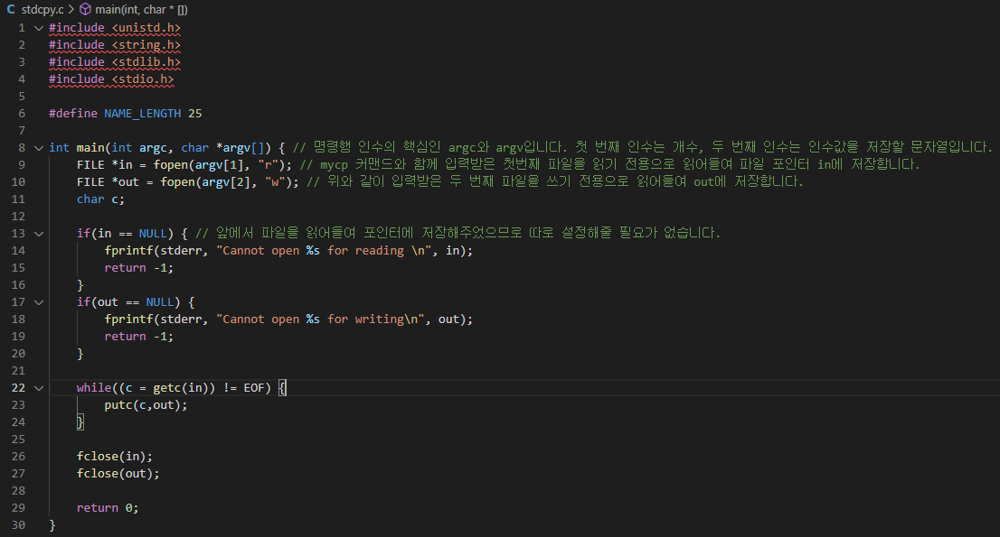 C stdcpy.c > main(int, char * [])
1 #include <unistd.h>
2 #include <string.h>
3 #include <stdlib.h>
4 #include <stdio.h>
5
6 #define NAME_LENGTH 25
7
8 int main(int argc, char *argv[]) { // 명령행 인수의 핵심인 argc와 argv입니다. 첫 번째 인수는 개수, 두 번째 인수는 인수값을 저장할 문자열입니다.
9     FILE *in = fopen(argv[1], "r"); // mycp 커맨드와 함께 입력받은 첫번째 파일을 읽기 전용으로 읽어들여 파일 포인터 in에 저장합니다.
10     FILE *out = fopen(argv[2], "w"); // 위와 같이 입력받은 두 번째 파일을 쓰기 전용으로 읽어들여 out에 저장합니다.
11     char c;
12
13     if(in == NULL) { // 앞에서 파일을 읽어들여 포인터에 저장해주었으므로 따로 설정해줄 필요가 없습니다.
14         fprintf(stderr, "Cannot open %s for reading \n", in);
15         return -1;
16     }
17     if(out == NULL) {
18         fprintf(stderr, "Cannot open %s for writing\n", out);
19         return -1;
20     }
21
22     while((c = getc(in)) != EOF) {
23         putc(c,out);
24     }
25
26     fclose(in);
27     fclose(out);
28
29     return 0;
30 }